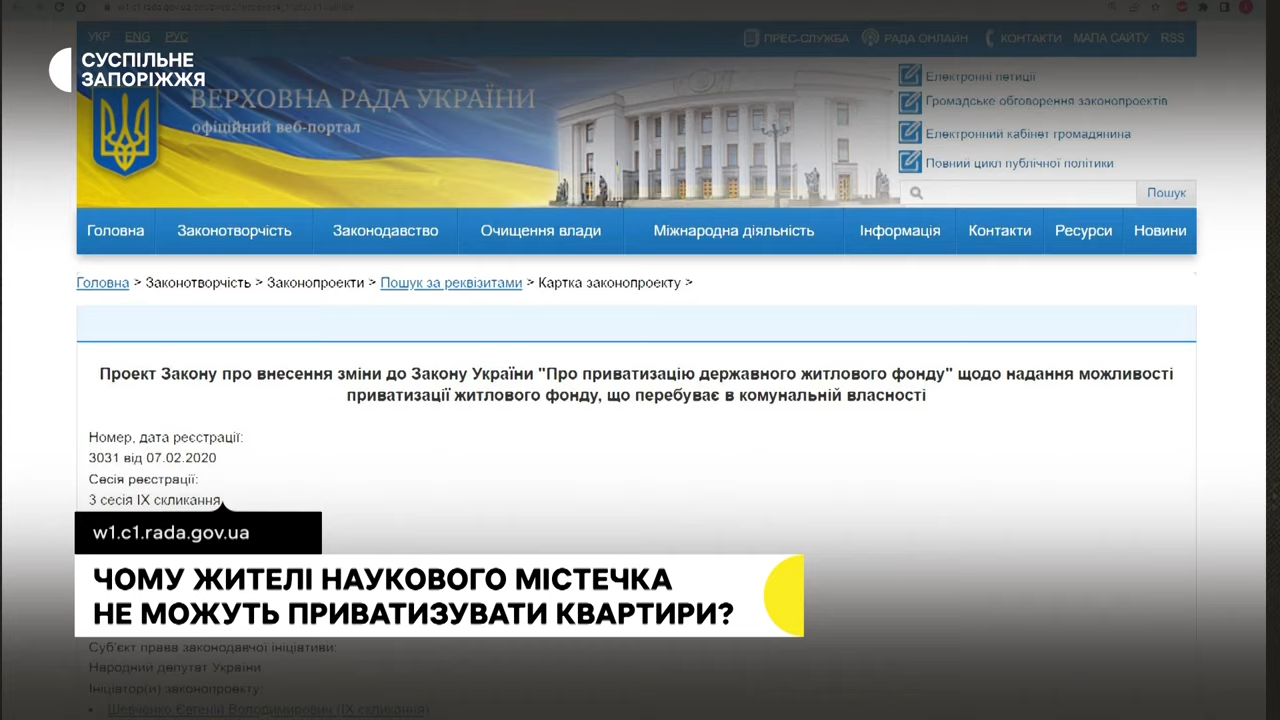 УКР ENG РУС
ПРЕС-СЛУЖБА РАДА ОНЛАЙН КОНТАКТИ МАПА САЙТУ RSS
СУСПІЛЬНЕ
ЗАПОРІЖЖЯ
ВЕРХОВНА РАДА УКРАЇНИ
офіційний веб-портал
Електронні петиції
Громадське обговорення законопроектів
Електронний кабінет громадянина
Повний цикл публічної політики
Пошук
Головна Законотворчість Законодавство Очищення влади Міжнародна діяльність Інформація Контакти Ресурси Новини
Головна > Законотворчість > Законопроекти > Пошук за реквізитами > Картка законопроекту >
Проект Закону про внесення зміни до Закону України "Про приватизацію державного житлового фонду" щодо надання можливості
приватизації житлового фонду, що перебуває в комунальній власності
Номер, дата реєстрації:
3031 від 07.02.2020
Сесія реєстрації:
3 сесія IX скликання
w1.c1.rada.gov.ua
ЧОМУ ЖИТЕЛІ НАУКОВОГО МІСТЕЧКА
НЕ МОЖУТЬ ПРИВАТИЗУВАТИ КВАРТИРИ?
Суб'єкт права законодавчої ініціативи:
Народний депутат України
Ініціатор(и) законопроекту:
Шевченко Євгеній Володимирович (IX скликання)